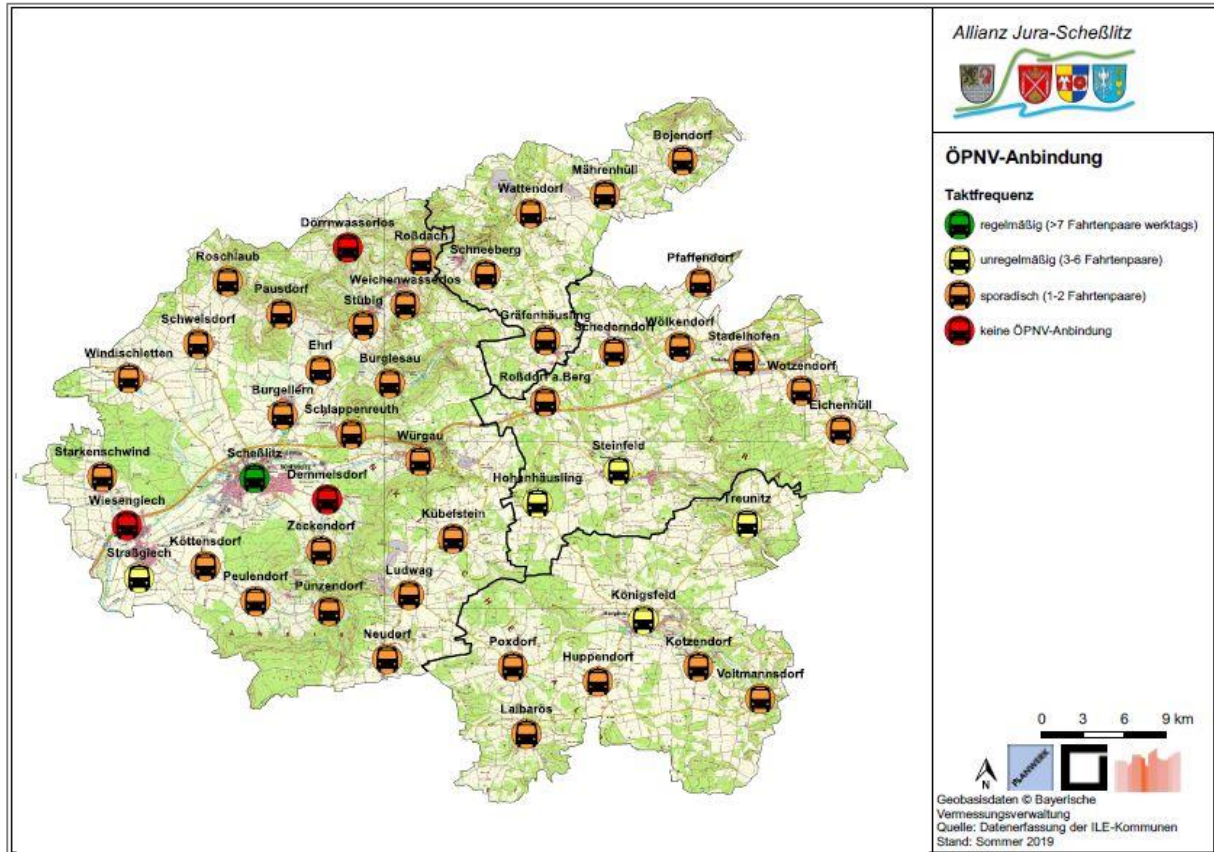 Allianz Jura-Scheßlitz
ÖPNV-Anbindung
Taktfrequenz
regelmäßig (>7 Fahrtenpaare werktags)
unregelmäßig (3-6 Fahrtenpaare)
sporadisch (1-2 Fahrtenpaare)
keine ÖPNV-Anbindung
Bojendorf
Mährenhüll
Wattendorf
Dörrnwasserlos
Roßdach
Schneeberg
Roschlaub
Pfaffendorf
Weichenwasserlos
Pausdorf
Stübig
Gräfenhäusling
Schederndorf
Wölkendorf
Stadelhofen
Schweisdorf
Windischletten
Ehrl
Burglesau
Wotzendorf
Roßdorf a.Berg
Burgellern
Schlappenreuth
Eichenhüll
Würgau
Steinfeld
Starkenschwind
Scheßlitz
Demmelsdorf
Hohenhäusling
Treunitz
Wiesengiech
Kübelstein
Zeckendorf
Köttensdorf
Straßgiech
Peulendorf
Pünzendorf
Ludwag
Königsfeld
Neudorf
Poxdorf
Huppendorf
Kotzendorf
Voitmannsdorf
Laibarös
0 3 6 9 km
N
PLANWERK
Geobasisdaten © Bayerische
Vermessungsverwaltung
Quelle: Datenerfassung der ILE-Kommunen
Stand: Sommer 2019